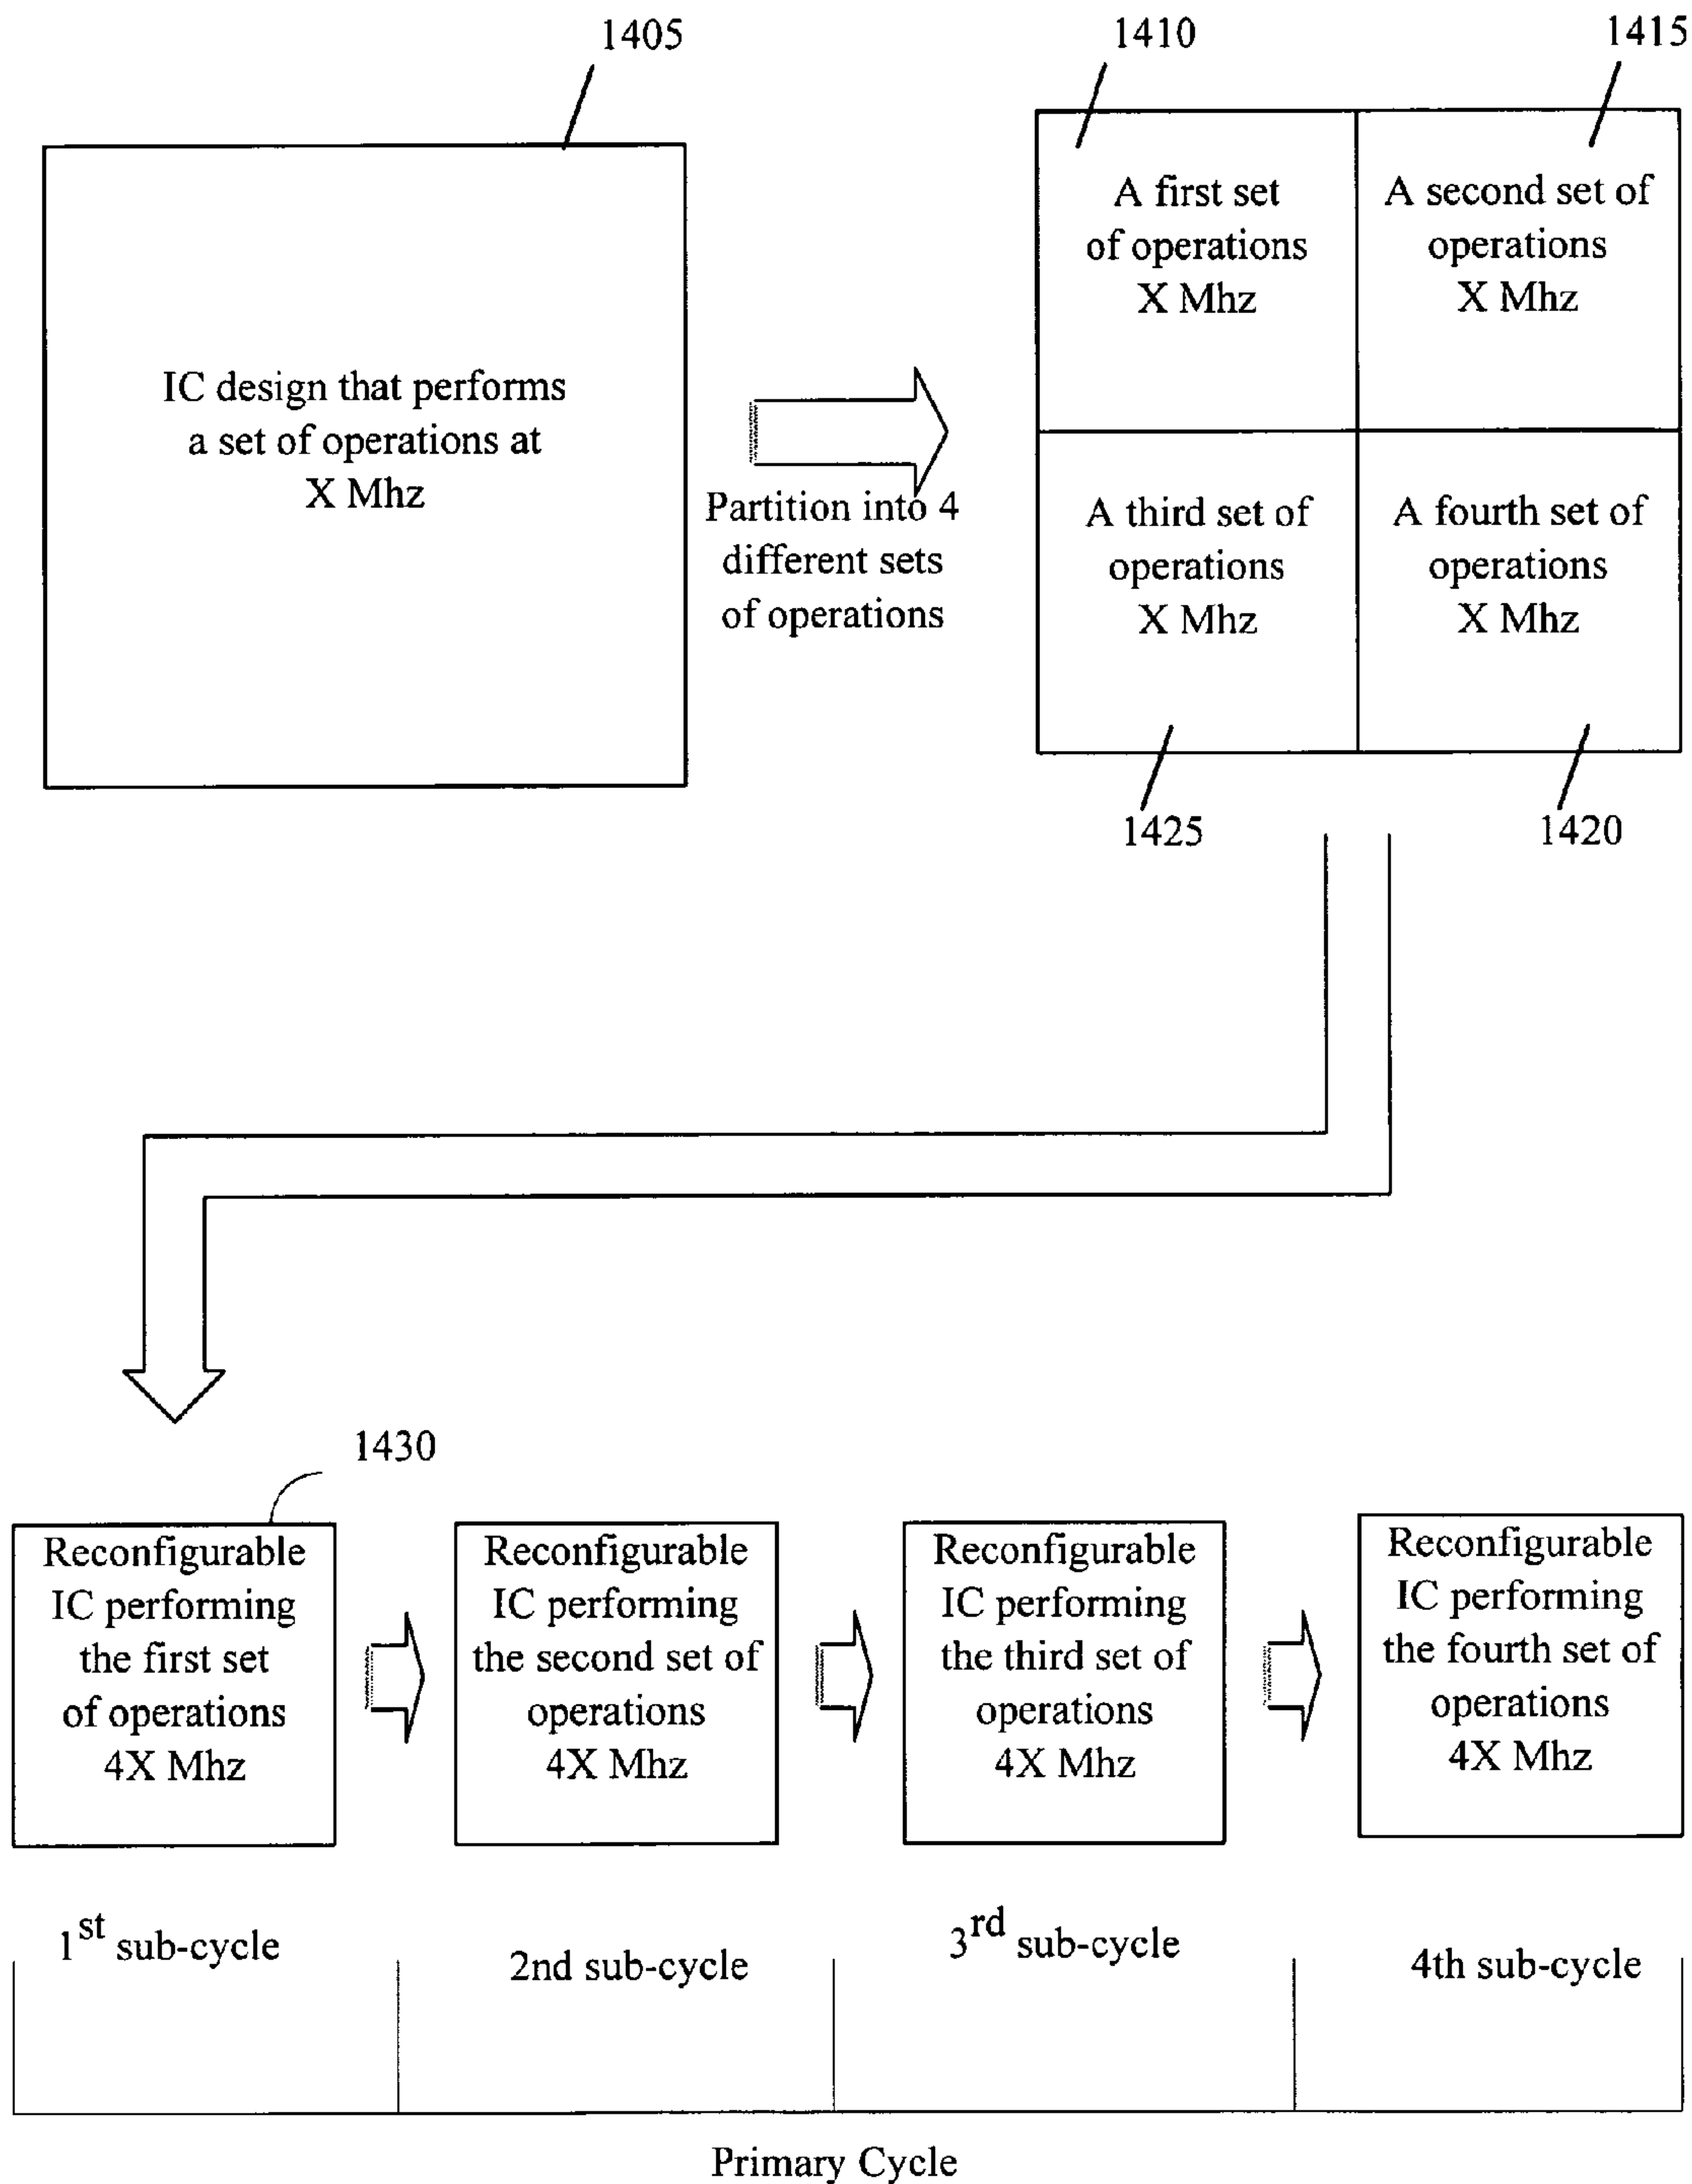 1405
1410
1415
IC design that performs
a set of operations at
X Mhz
Partition into 4
different sets
of operations
A first set
of operations
X Mhz
A second set of
operations
X Mhz
A third set of
operations
X Mhz
A fourth set of
operations
X Mhz
1425
1420
1430
Reconfigurable
IC performing
the first set
of operations
4X Mhz
Reconfigurable
IC performing
the second set of
operations
4X Mhz
Reconfigurable
IC performing
the third set of
operations
4X Mhz
Reconfigurable
IC performing
the fourth set of
operations
4X Mhz
1st sub-cycle
2nd sub-cycle
3rd sub-cycle
4th sub-cycle
Primary Cycle